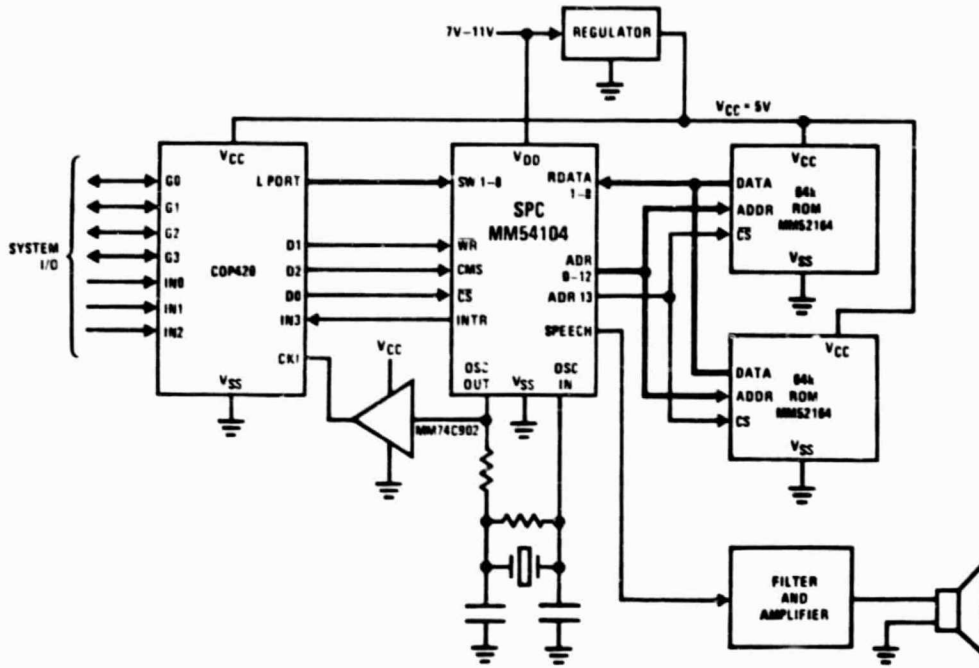 7V–11V
REGULATOR
VCC = 5V
SYSTEM
I/O
G0
G1
G2
G3
IN0
IN1
IN2
VCC
L PORT
D1
D2
D0
IN3
CKI
COP420
VSS
VDD
SW 1–8
SPC
MM54104
WR
CMS
CS
INTR
RDATA
1–8
ADR
0–12
ADR 13
SPEECH
OSC
OUT
VSS
OSC
IN
VCC
MM74C902
VCC
DATA
ADDR
CS
64k
ROM
MM52164
VSS
VCC
DATA
ADDR
CS
64k
ROM
MM52164
VSS
FILTER
AND
AMPLIFIER